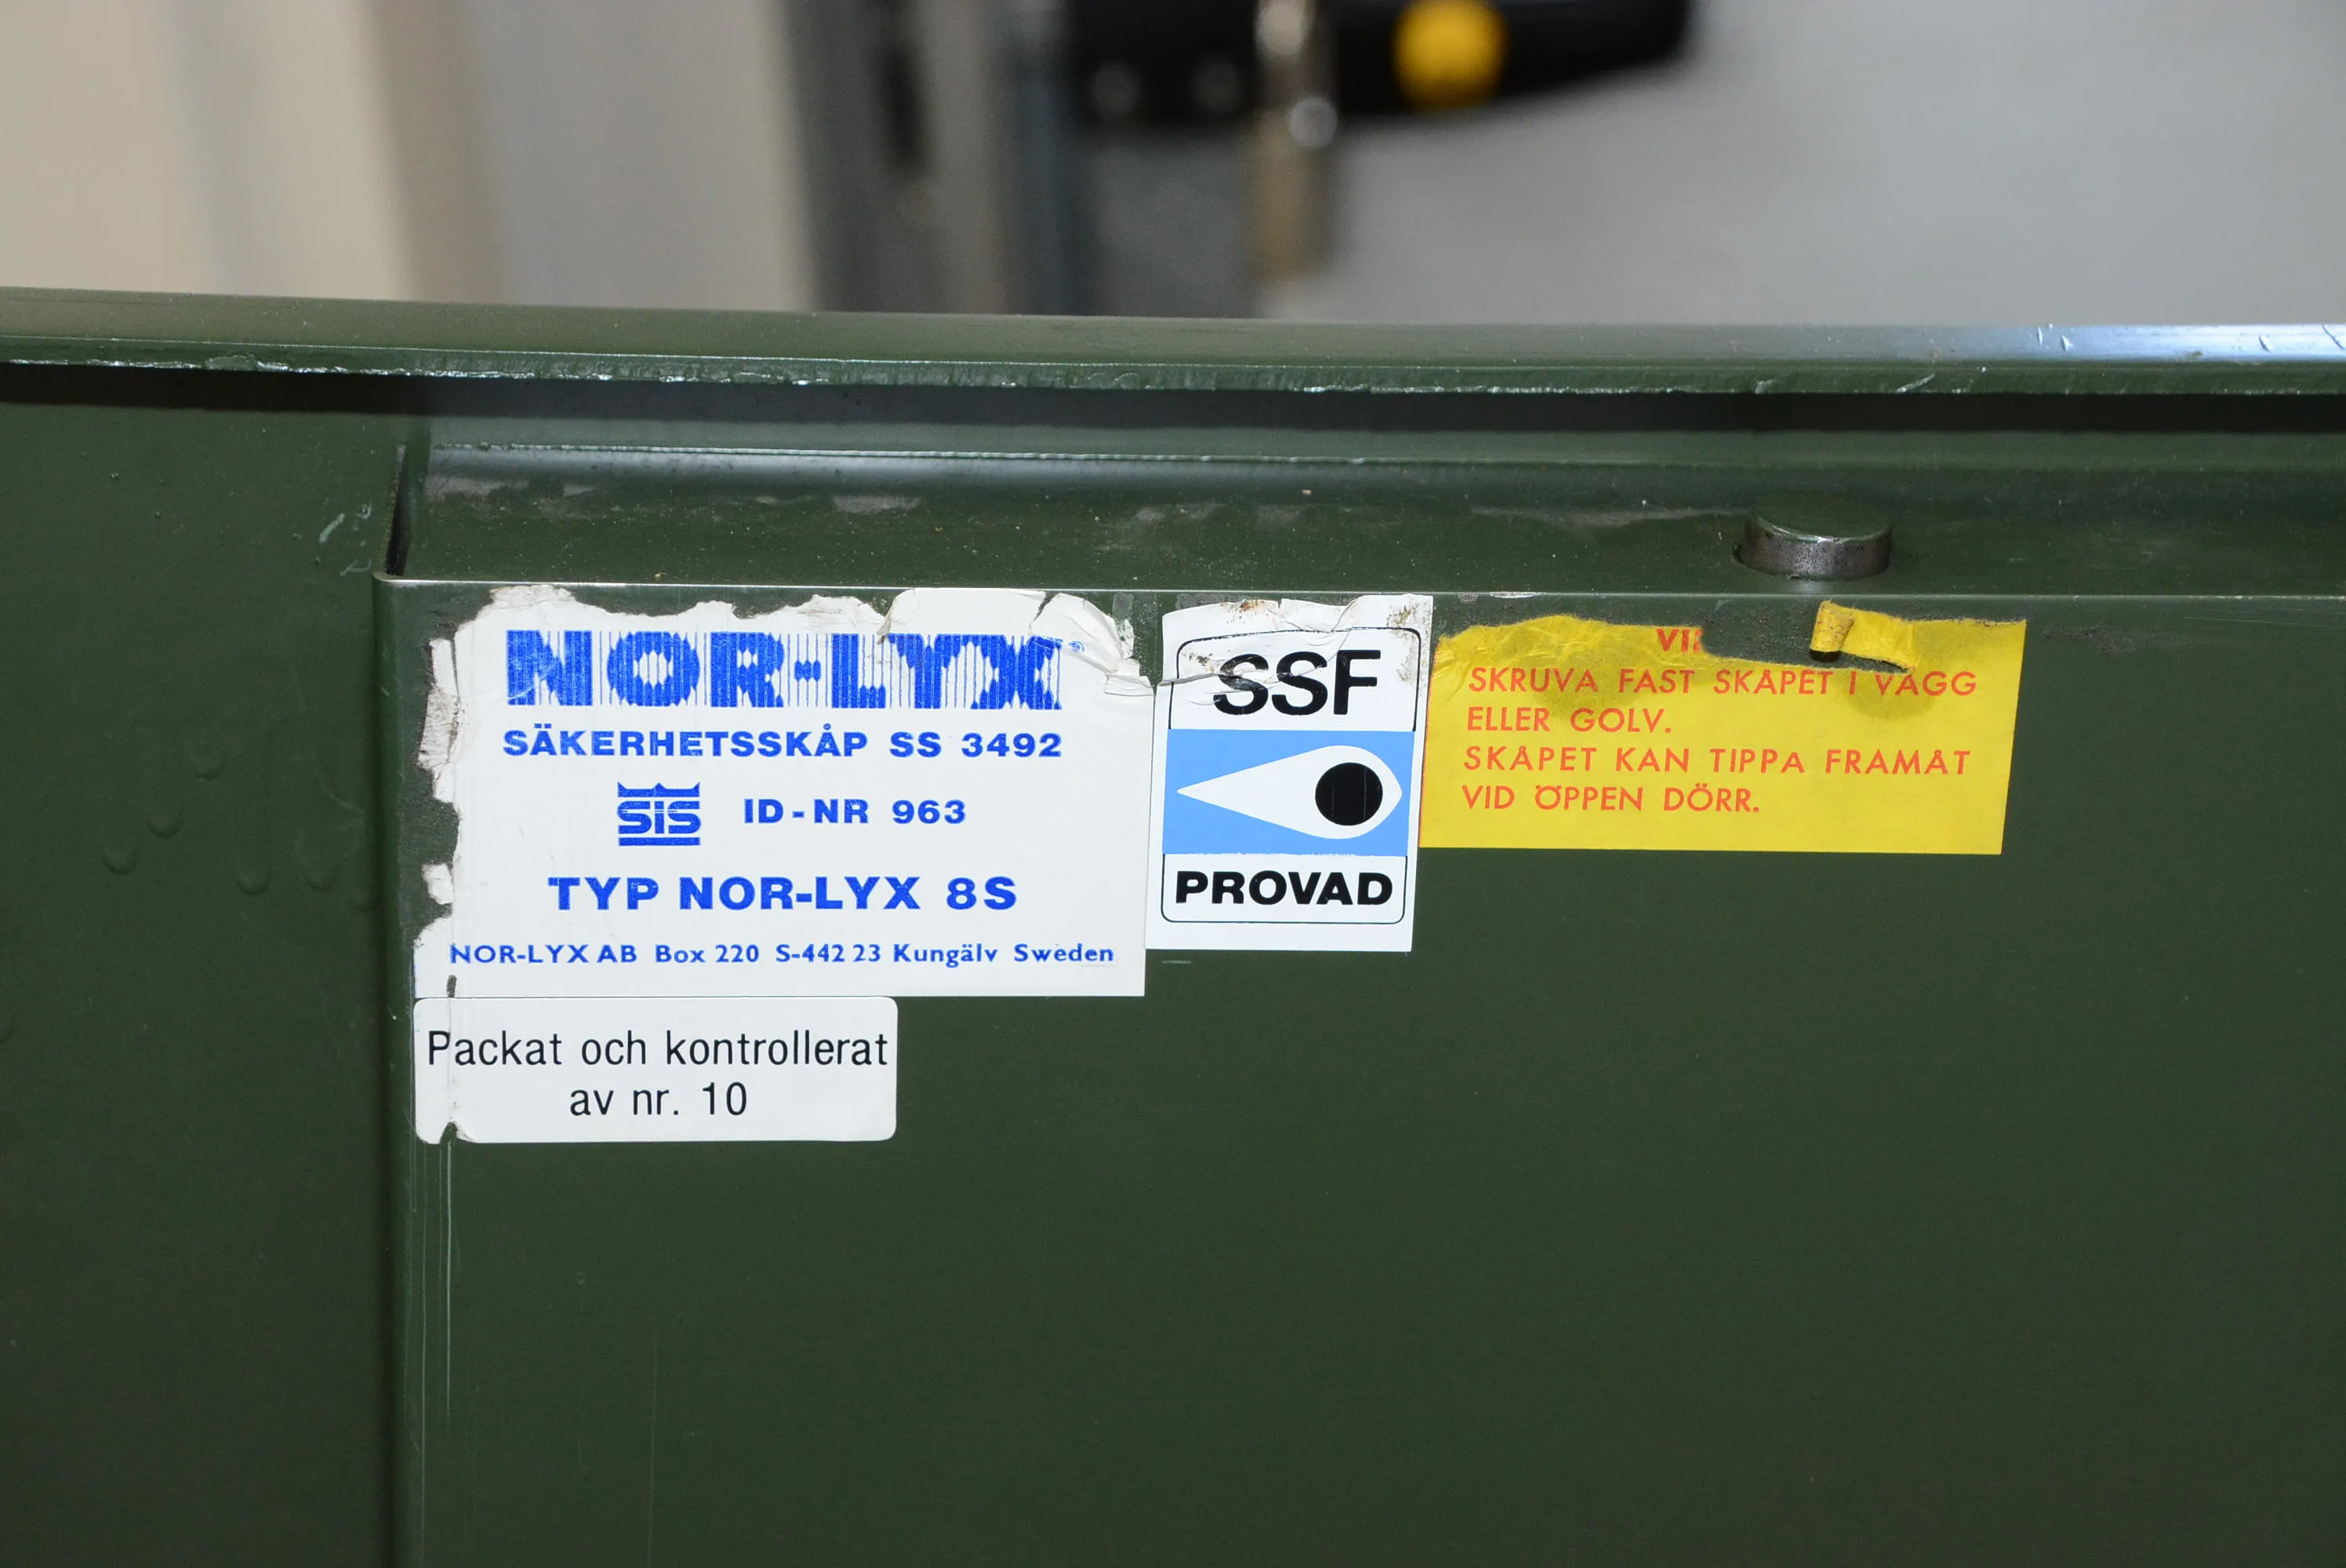 NOR-LYX®
SÄKERHETSSKÅP SS 3492
SIS ID-NR 963
TYP NOR-LYX 8S
NOR-LYX AB Box 220 S-442 23 Kungälv Sweden
Packat och kontrollerat
av nr. 10
SSF
PROVAD
SKRUVA FAST SKÅPET I VÄGG
ELLER GOLV.
SKÅPET KAN TIPPA FRAMÅT
VID ÖPPEN DÖRR.